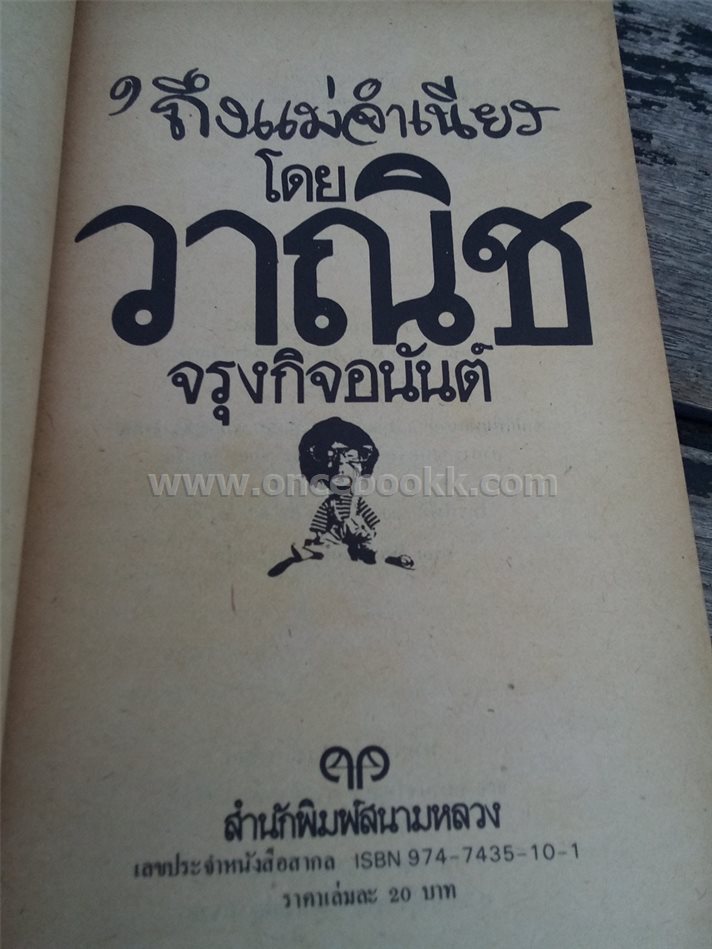 ๆ ถึงแม่จำเนียร
โดย
วาณิช
จรุงกิจอนันต์
www.oncebookk.com
สำนักพิมพ์สนามหลวง
เลขประจำหนังสือสากล ISBN 974-7435-10-1
ราคาเล่มละ 20 บาท